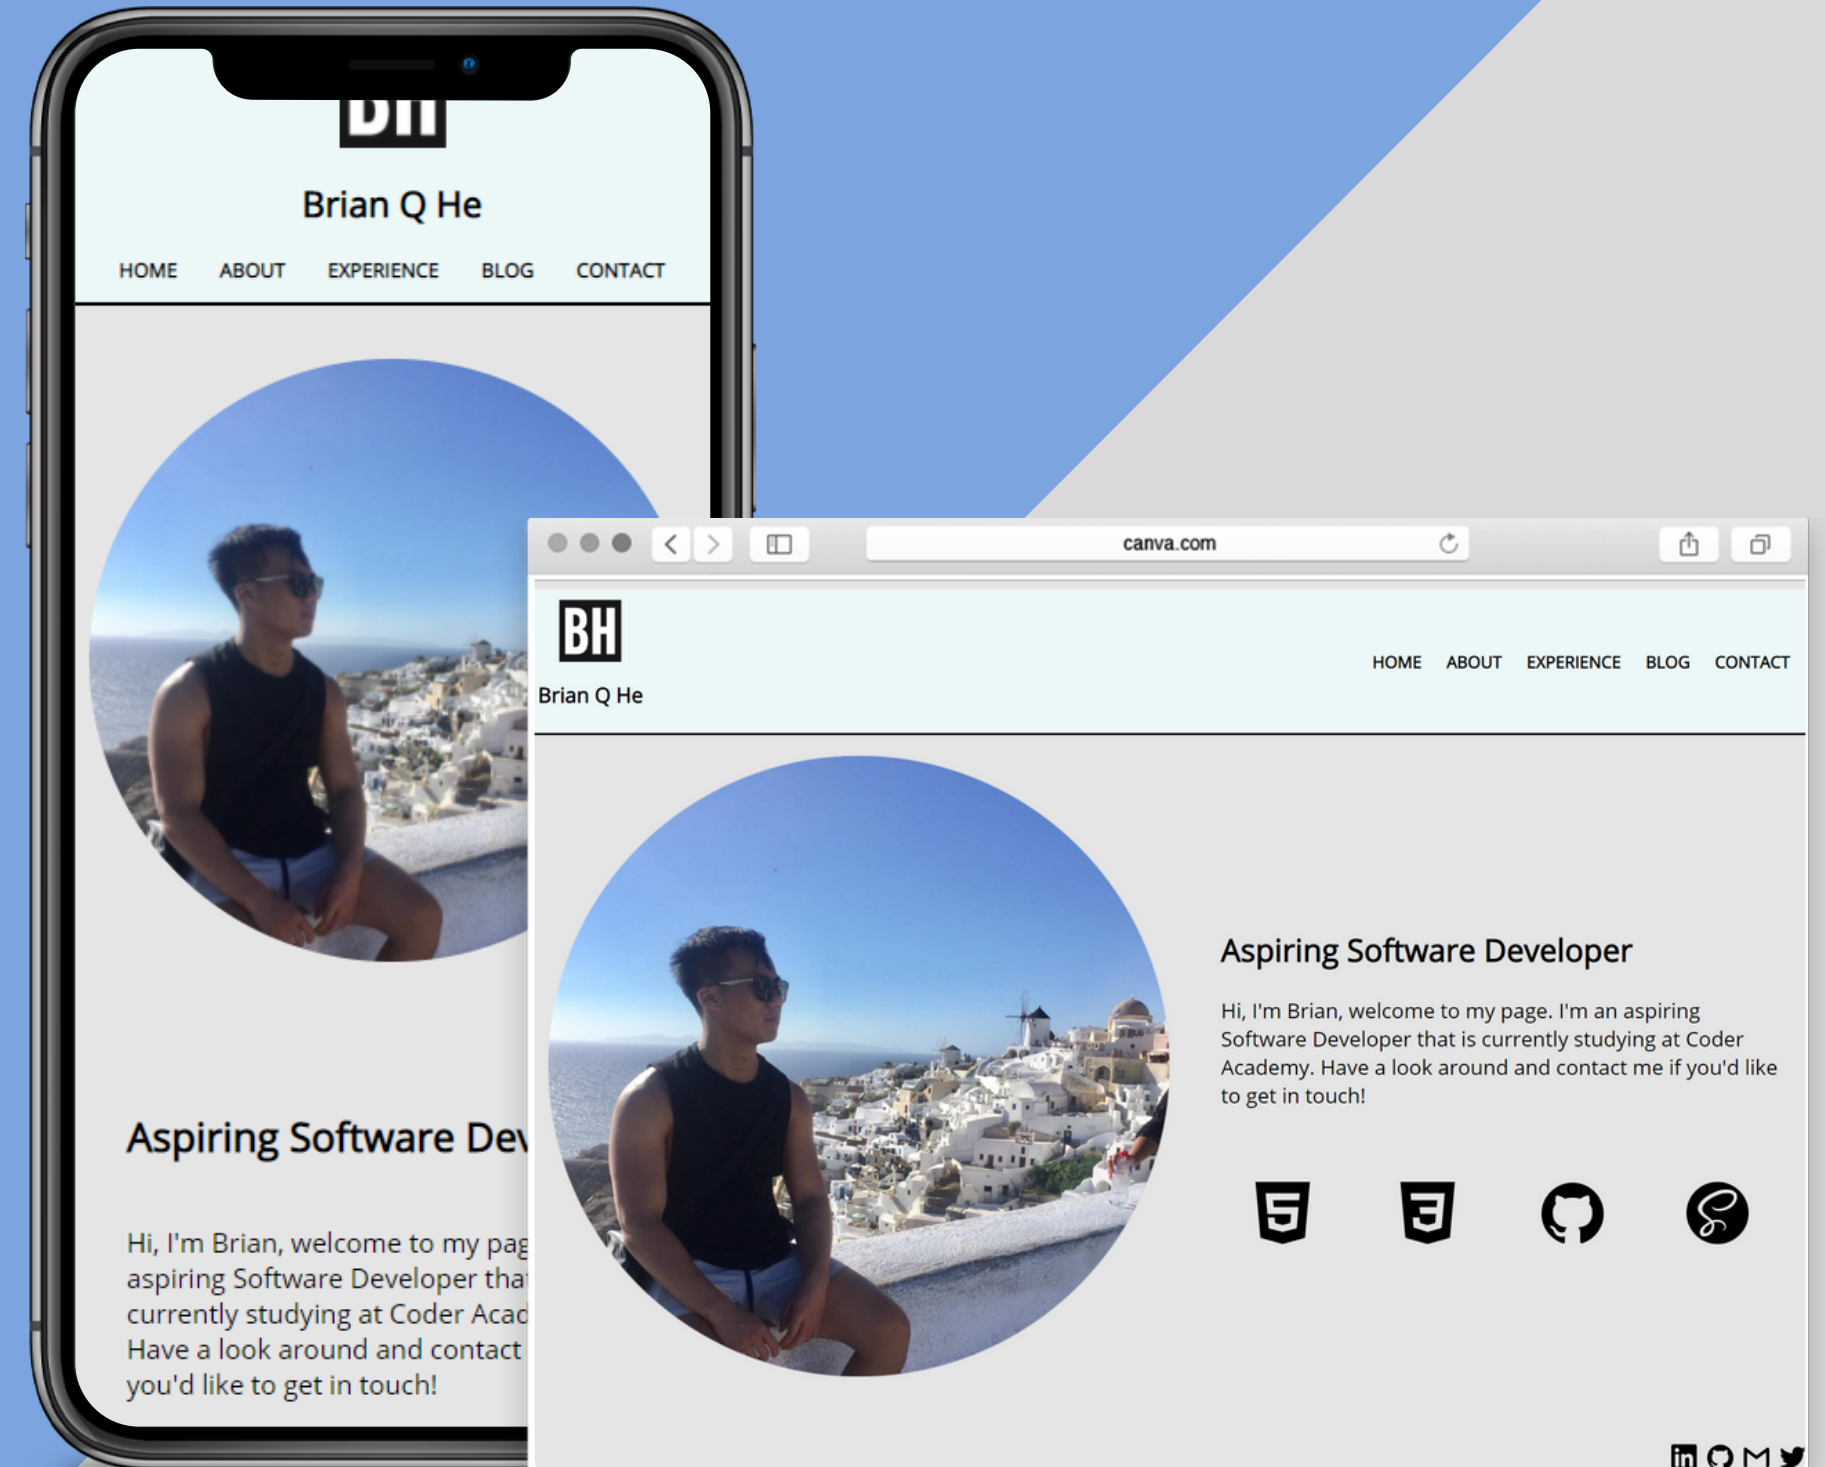 BH
Brian Q He
HOME ABOUT EXPERIENCE BLOG CONTACT
Aspiring Software Dev
Hi, I'm Brian, welcome to my pag
aspiring Software Developer that
currently studying at Coder Acad
Have a look around and contact
you'd like to get in touch!
canva.com
BH
Brian Q He
HOME ABOUT EXPERIENCE BLOG CONTACT
Aspiring Software Developer
Hi, I'm Brian, welcome to my page. I'm an aspiring
Software Developer that is currently studying at Coder
Academy. Have a look around and contact me if you'd like
to get in touch!
5
3
in